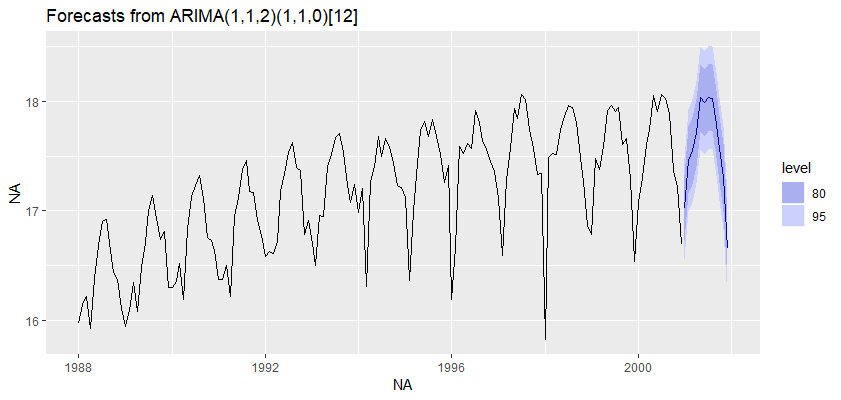 Forecasts from ARIMA(1,1,2)(1,1,0)[12]
18
17
16
NA
1988
1992
1996
2000
NA
level
80
95